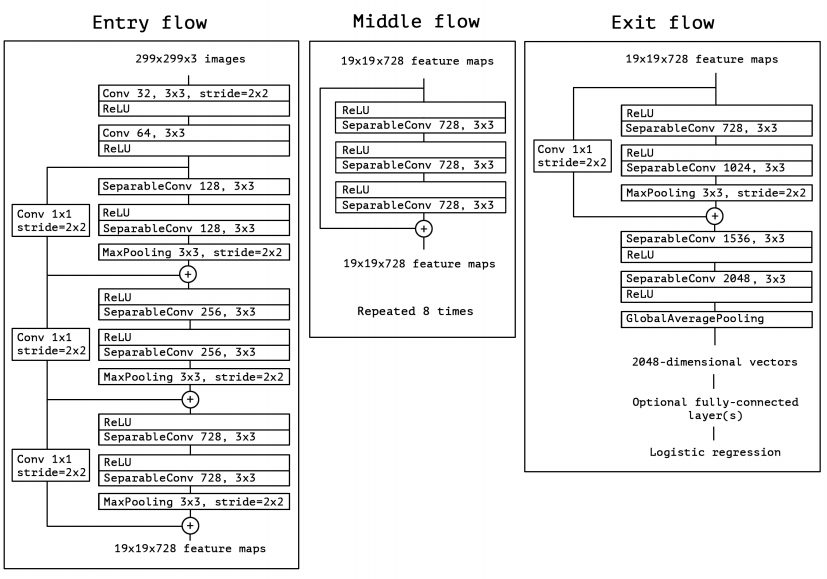 Entry flow
299x299x3 images
Conv 32, 3x3, stride=2x2
ReLU
Conv 64, 3x3
ReLU
SeparableConv 128, 3x3
Conv 1x1
stride=2x2
ReLU
SeparableConv 128, 3x3
MaxPooling 3x3, stride=2x2
+
ReLU
SeparableConv 256, 3x3
Conv 1x1
stride=2x2
ReLU
SeparableConv 256, 3x3
MaxPooling 3x3, stride=2x2
+
ReLU
SeparableConv 728, 3x3
Conv 1x1
stride=2x2
ReLU
SeparableConv 728, 3x3
MaxPooling 3x3, stride=2x2
+
19x19x728 feature maps
Middle flow
19x19x728 feature maps
ReLU
SeparableConv 728, 3x3
ReLU
SeparableConv 728, 3x3
ReLU
SeparableConv 728, 3x3
+
19x19x728 feature maps
Repeated 8 times
Exit flow
19x19x728 feature maps
ReLU
SeparableConv 728, 3x3
Conv 1x1
stride=2x2
ReLU
SeparableConv 1024, 3x3
MaxPooling 3x3, stride=2x2
+
SeparableConv 1536, 3x3
ReLU
SeparableConv 2048, 3x3
ReLU
GlobalAveragePooling
2048-dimensional vectors
Optional fully-connected
layer(s)
Logistic regression